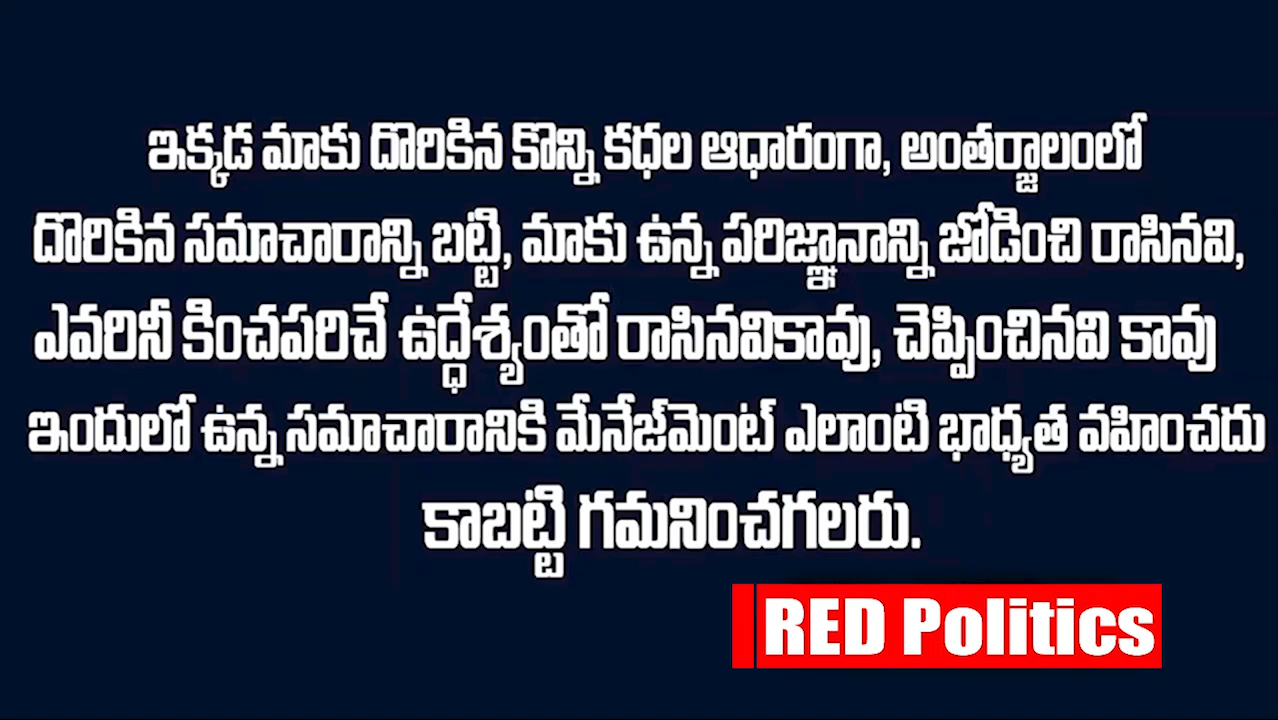 ఇక్కడ మాకు దొరికిన కొన్ని కధల ఆధారంగా, అంతర్జాలంలో
దొరికిన సమాచారాన్ని బట్టి, మాకు ఉన్న పరిజ్ఞానాన్ని జోడించి రాసినవి,
ఎవరినీ కించపరిచే ఉద్ధేశ్యంతో రాసినవికావు, చెప్పించినవి కావు
ఇందులో ఉన్న సమాచారానికి మేనేజ్‌మెంట్ ఎలాంటి భాధ్యత వహించదు
కాబట్టి గమనించగలరు.
RED Politics